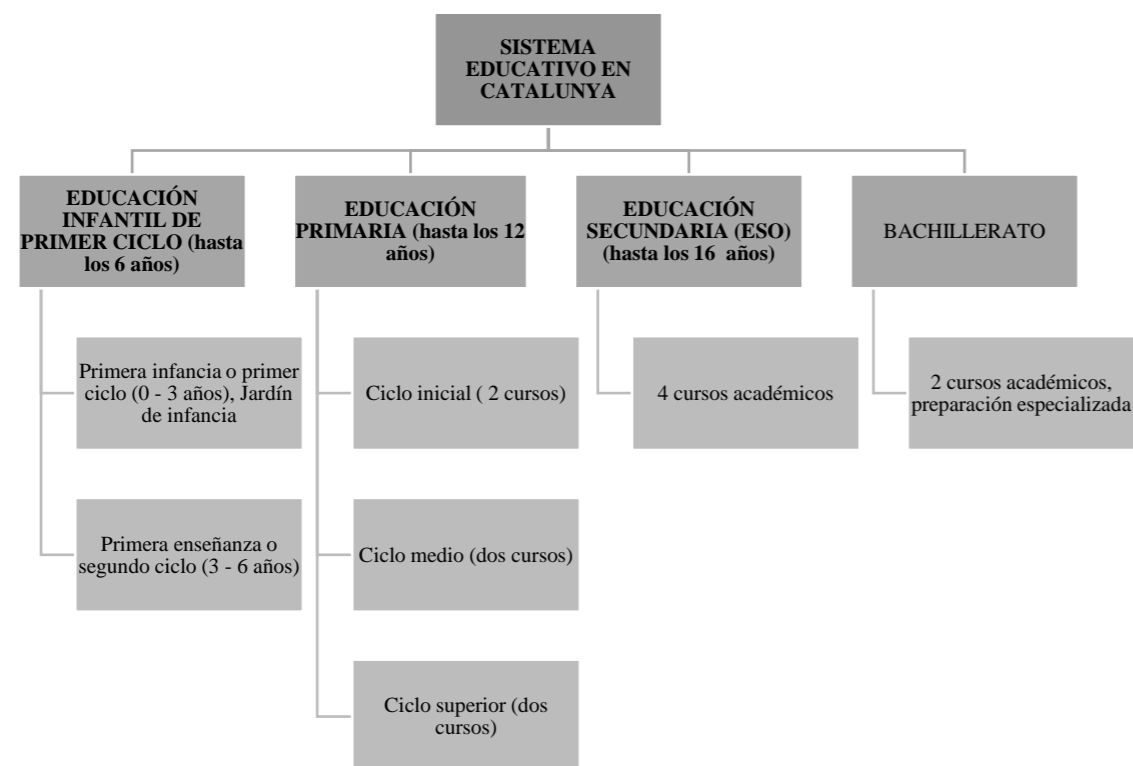 SISTEMA
EDUCATIVO EN
CATALUNYA
EDUCACIÓN
INFANTIL DE
PRIMER CICLO (hasta
los 6 años)
EDUCACIÓN
PRIMARIA (hasta los 12
años)
EDUCACIÓN
SECUNDARIA (ESO)
(hasta los 16 años)
BACHILLERATO
Primera infancia o primer
ciclo (0 - 3 años), Jardín
de infancia
Ciclo inicial ( 2 cursos)
4 cursos académicos
2 cursos académicos,
preparación especializada
Primera enseñanza o
segundo ciclo (3 - 6 años)
Ciclo medio (dos cursos)
Ciclo superior (dos
cursos)